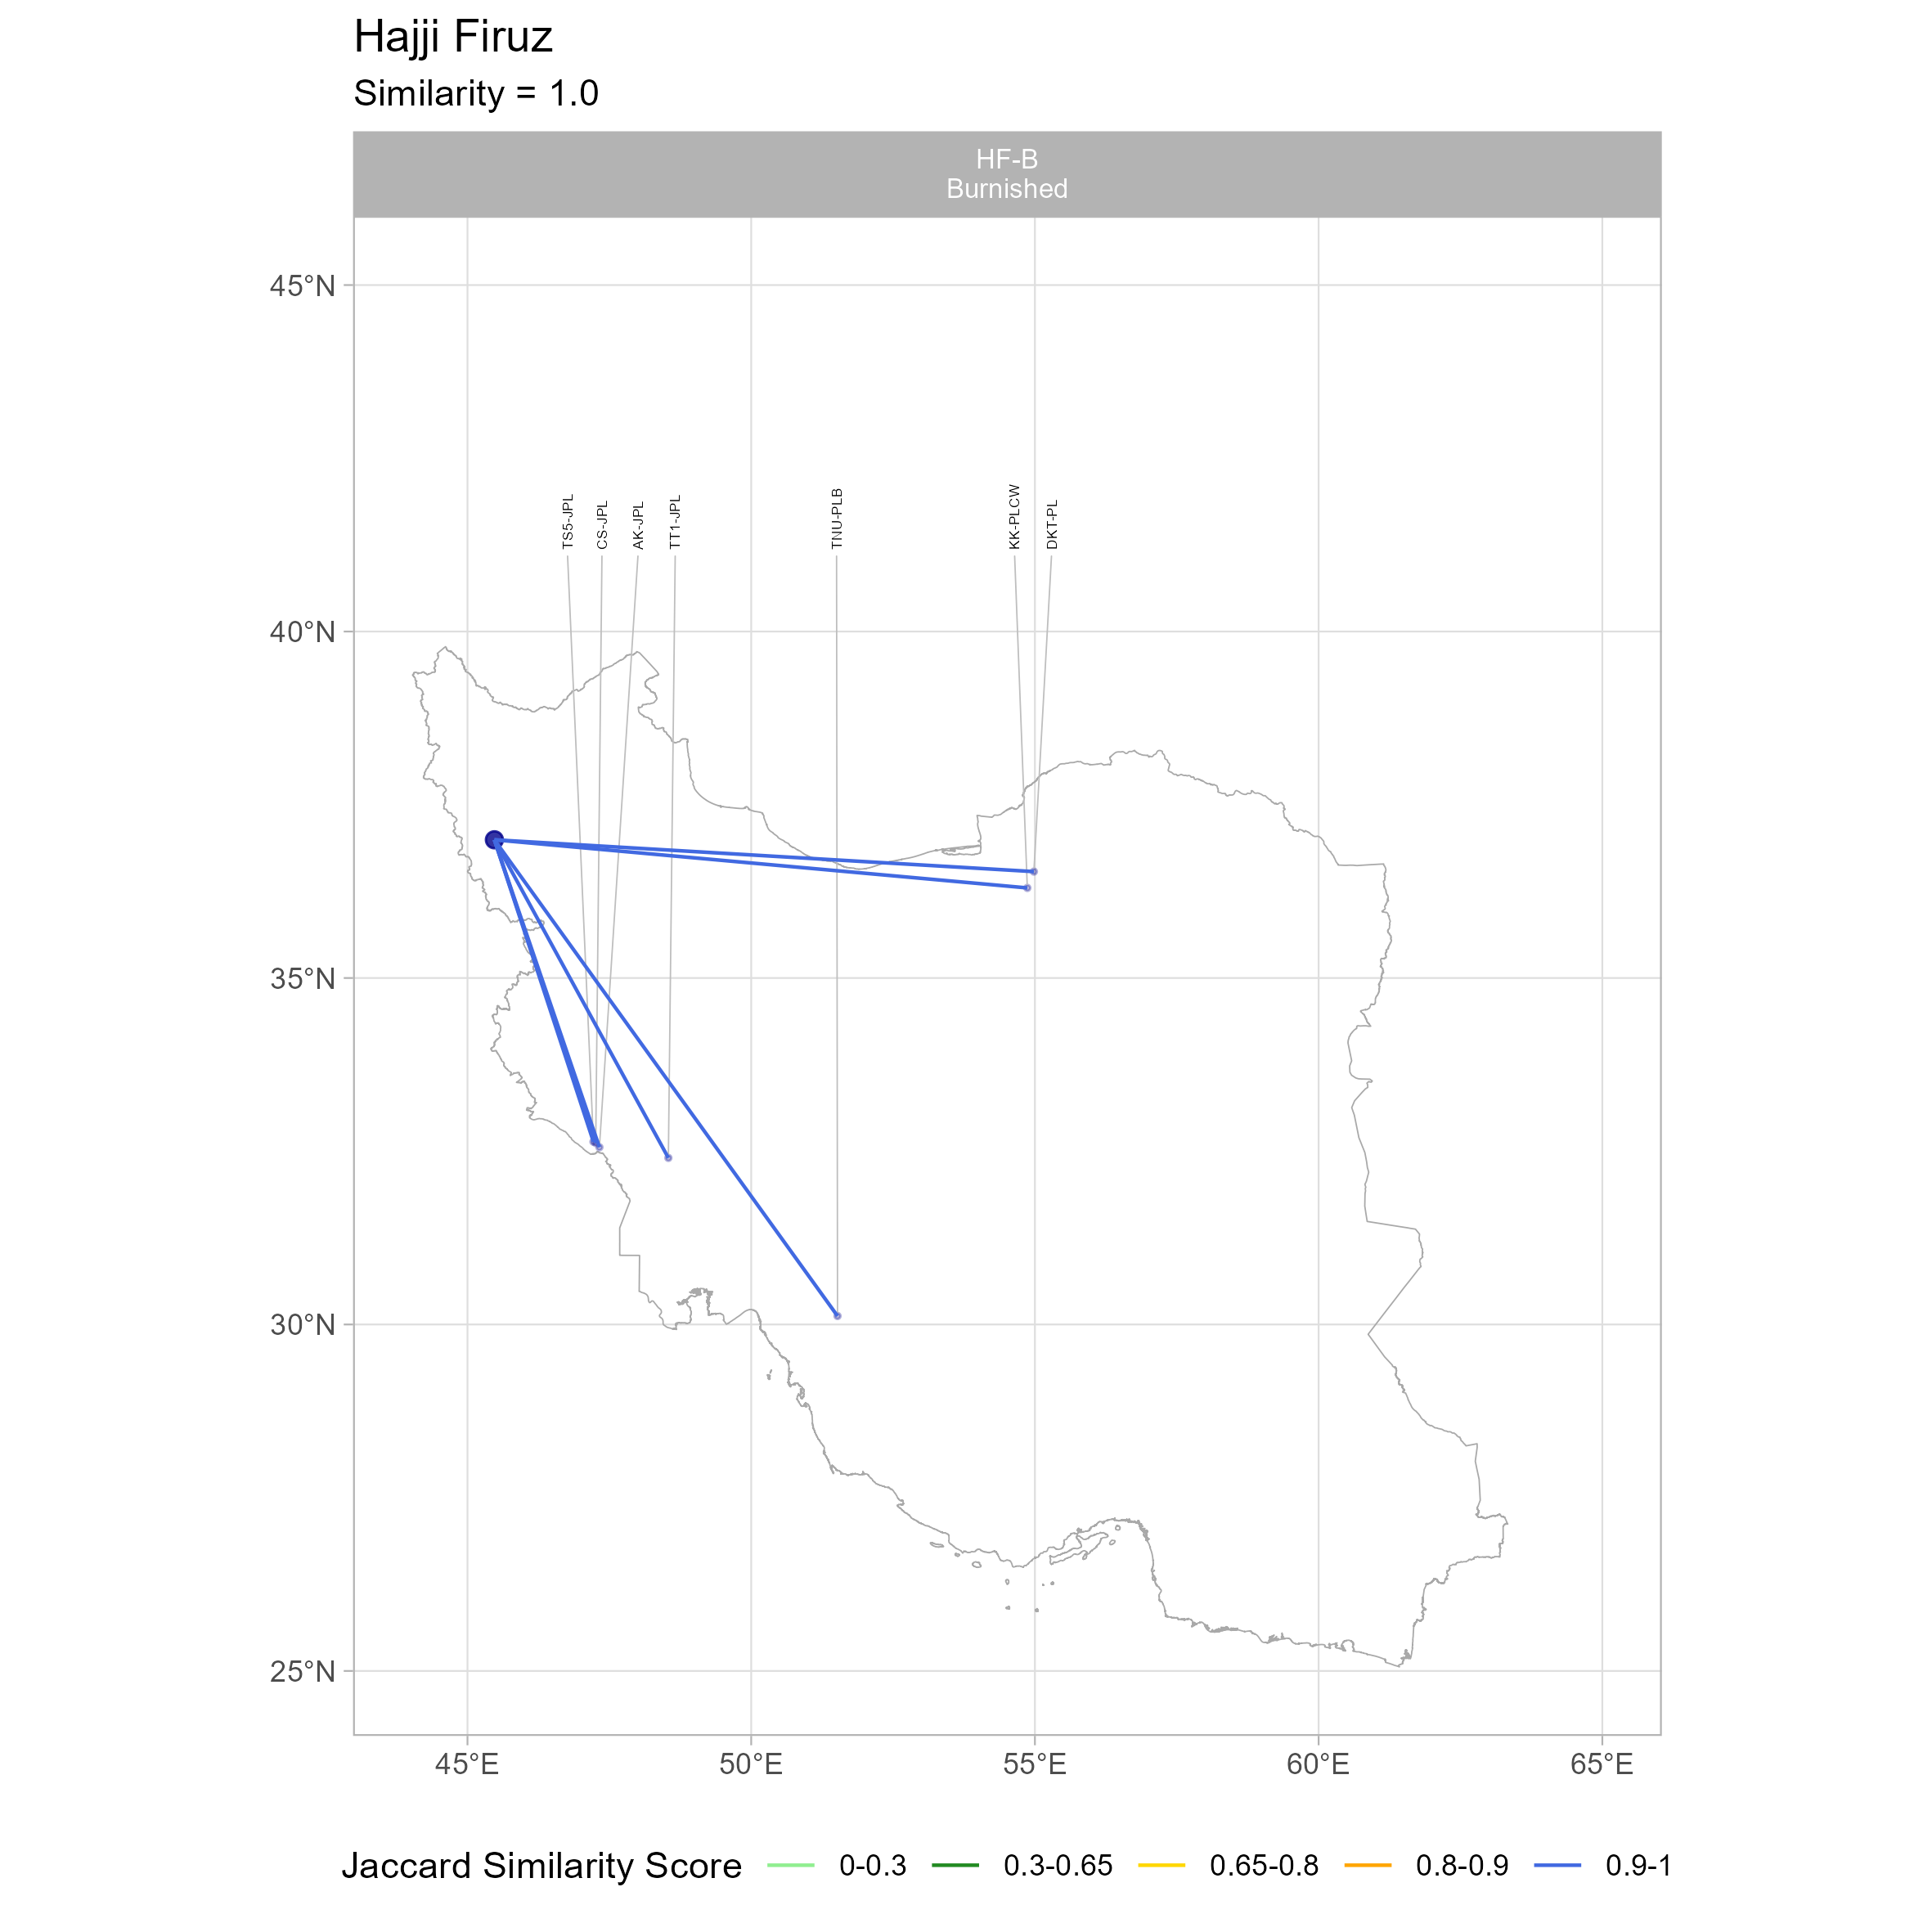 Hajji Firuz
Similarity = 1.0
HF-B
Burnished
45°N
40°N
35°N
30°N
25°N
TS5-JPL
CS-JPL
AK-JPL
TT1-JPL
TNU-PLB
KK-PLCW
DKT-PL
45°E
50°E
55°E
60°E
65°E
Jaccard Similarity Score 0-0.3 0.3-0.65 0.65-0.8 0.8-0.9 0.9-1